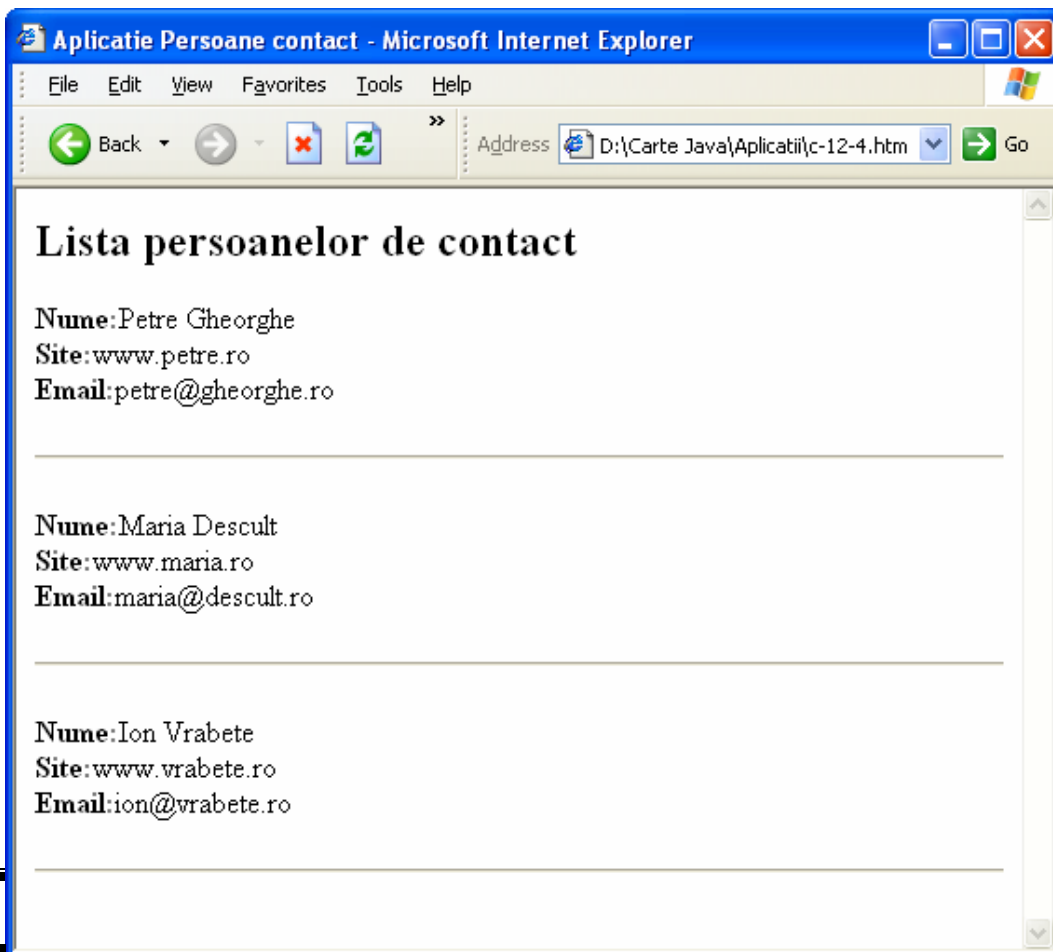 Aplicatie Persoane contact - Microsoft Internet Explorer
File Edit View Favorites Tools Help
Back » Address D:\Carte Java\Aplicatii\c-12-4.htm Go
Lista persoanelor de contact
Nume:Petre Gheorghe
Site:www.petre.ro
Email:petre@gheorghe.ro
Nume:Maria Descult
Site:www.maria.ro
Email:maria@descult.ro
Nume:Ion Vrabete
Site:www.vrabete.ro
Email:ion@vrabete.ro